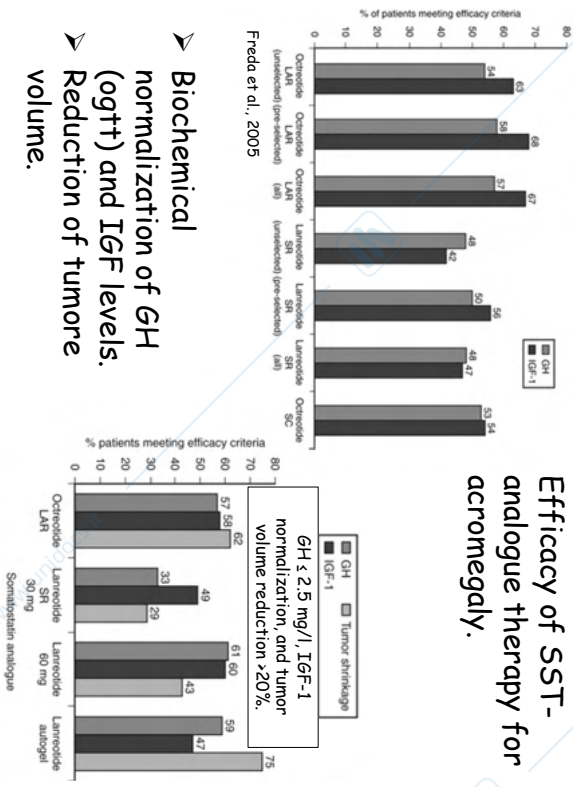 Efficacy of SST-
analogue therapy for
acromegaly.
% of patients meeting efficacy criteria
80
70
60
50
40
30
20
10
0
GH
IGF-1
54
63
58
68
57
67
48
42
50
56
48
47
53
54
Octreotide
LAR
(unselected)
Octreotide
LAR
(pre-selected)
Octreotide
LAR
(all)
Lanreotide
SR
(unselected)
Lanreotide
SR
(pre-selected)
Lanreotide
SR
(all)
Octreotide
SC
Freda et al., 2005
➢ Biochemical
normalization of GH
(ogtt) and IGF levels.
➢ Reduction of tumore
volume.
GH
Tumor shrinkage
IGF-1
GH ≤ 2.5 mg/l, IGF-1
normalization, and tumor
volume reduction >20%.
% patients meeting efficacy criteria
80
70
60
50
40
30
20
10
0
57
58
62
33
49
29
61
60
43
59
47
75
Octreotide
LAR
Lanreotide
SR
30 mg
Lanreotide
60 mg
Lanreotide
autogel
Somatostatin analogue